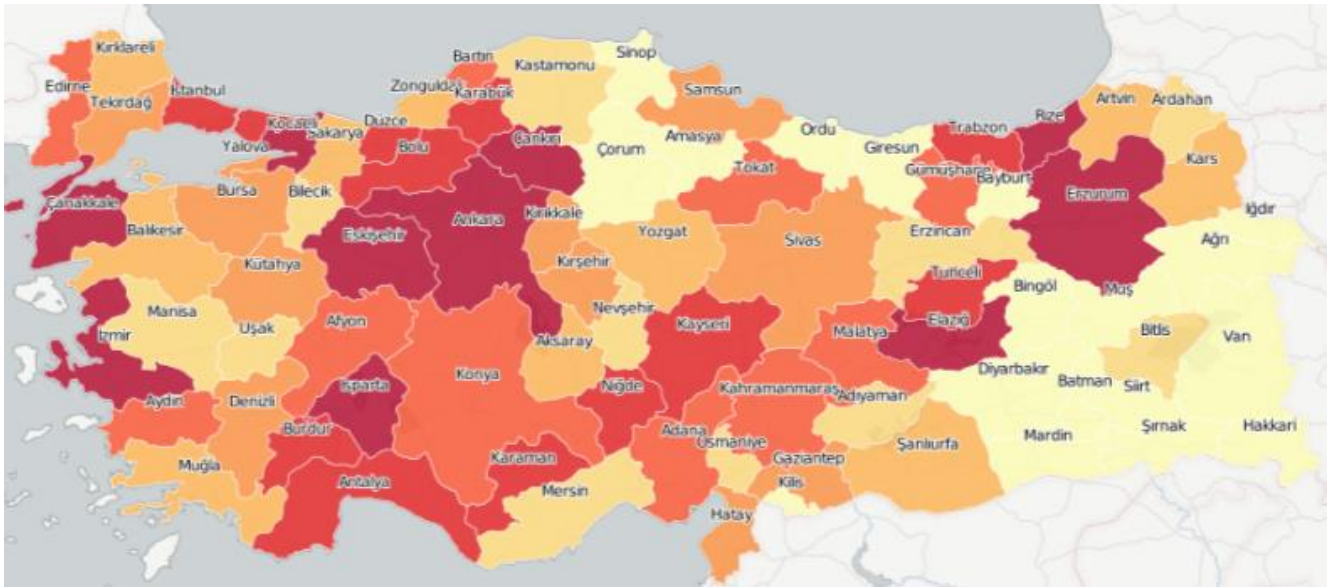 Kırklareli
Edirne
Tekirdağ
İstanbul
Kocaeli
Yalova
Sakarya
Düzce
Zonguldak
Bartın
Karabük
Kastamonu
Sinop
Samsun
Bolu
Çankırı
Çorum
Amasya
Ordu
Giresun
Tokat
Trabzon
Rize
Artvin
Ardahan
Gümüşhane
Bayburt
Erzurum
Kars
Iğdır
Ağrı
Çanakkale
Balıkesir
Bursa
Bilecik
Eskişehir
Ankara
Kırıkkale
Yozgat
Sivas
Erzincan
Kütahya
Kırşehir
Tunceli
Bingöl
Muş
Manisa
Uşak
Afyon
Nevşehir
Kayseri
Malatya
Elazığ
Bitlis
Van
İzmir
Aksaray
Diyarbakır
Batman
Siirt
Isparta
Konya
Niğde
Kahramanmaraş
Adıyaman
Aydın
Denizli
Burdur
Adana
Osmaniye
Gaziantep
Şanlıurfa
Mardin
Şırnak
Hakkari
Muğla
Antalya
Karaman
Mersin
Kilis
Hatay